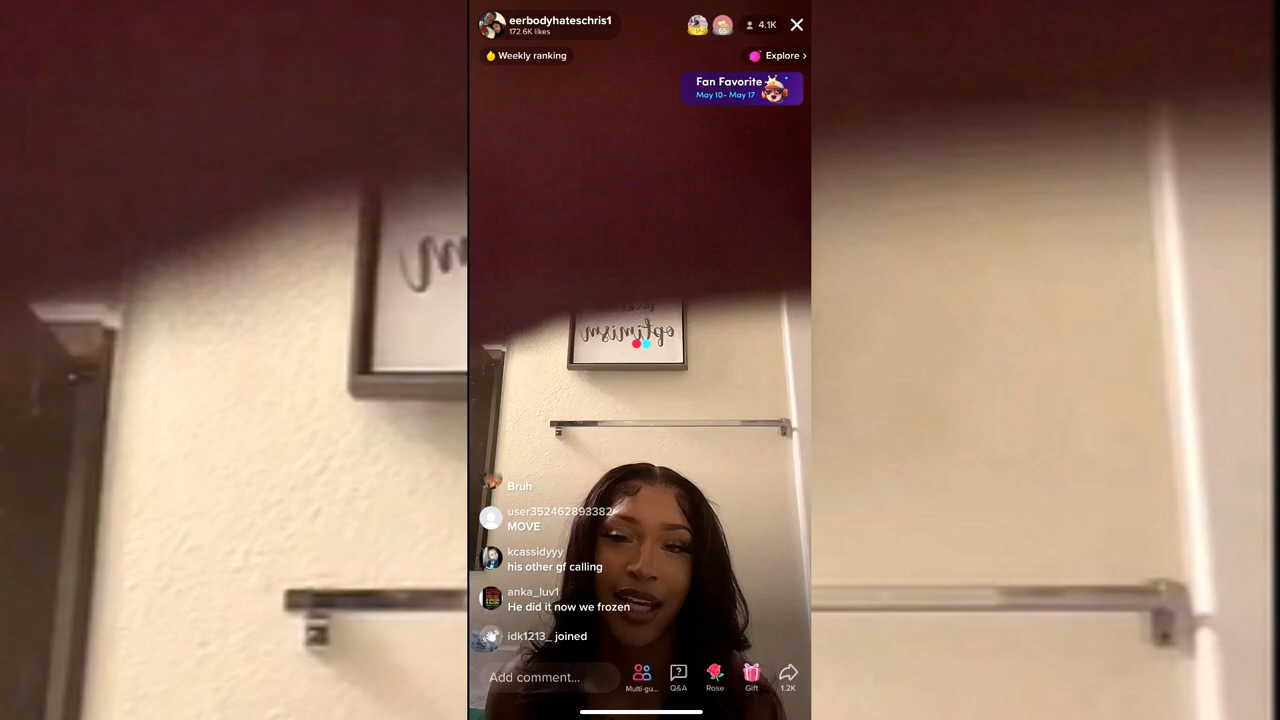 eerbodyhateschris1
172.6K likes
4.1K
Weekly ranking
Explore
Fan Favorite
May 10- May 17
optimism
Bruh
user352462893382
MOVE
kcassidyyy
his other gf calling
anka_luv1
He did it now we frozen
idk1213_ joined
Add comment...
Multi-gu...
Q&A
Rose
Gift
1.2K